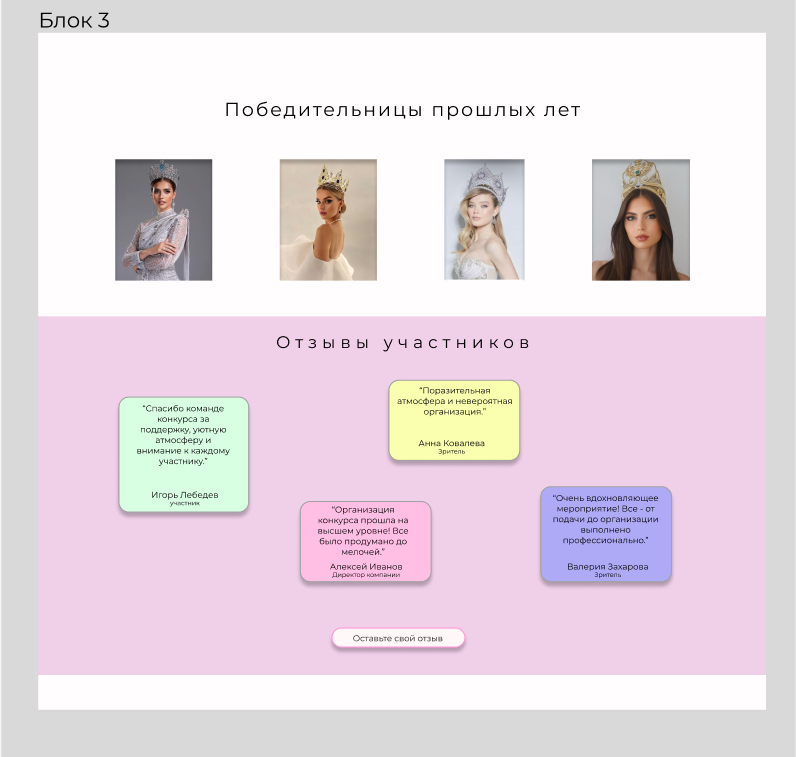 Блок 3
Победительницы прошлых лет
Отзывы участников
“Спасибо команде
конкурса за
поддержку, уютную
атмосферу и
внимание к каждому
участнику.”
Игорь Лебедев
участник
“Поразительная
атмосфера и невероятная
организация.”
Анна Ковалева
Зритель
“Организация
конкурса прошла на
высшем уровне! Все
было продумано до
мелочей.”
Алексей Иванов
Директор компании
“Очень вдохновляющее
мероприятие! Все - от
подачи до организации
выполнено
профессионально.”
Валерия Захарова
Зритель
Оставьте свой отзыв